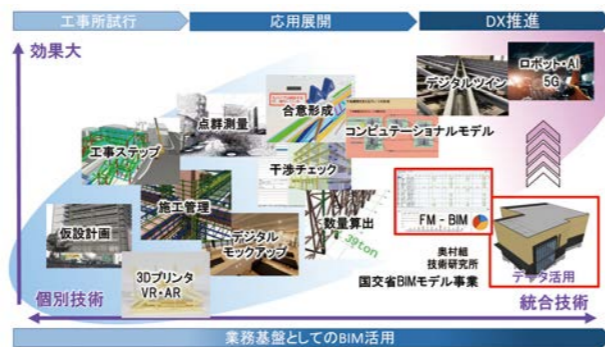 工事所試行
応用展開
DX推進
効果大
ロボット・AI
5G
デジタルツイン
合意形成
点群測量
コンピュテーショナルモデル
工事ステップ
干渉チェック
施工管理
FM - BIM
仮設計画
デジタル
モックアップ
数量算出
39ton
奥村組
技術研究所
データ活用
3Dプリンタ
VR・AR
国交省BIMモデル事業
個別技術
統合技術
業務基盤としてのBIM活用